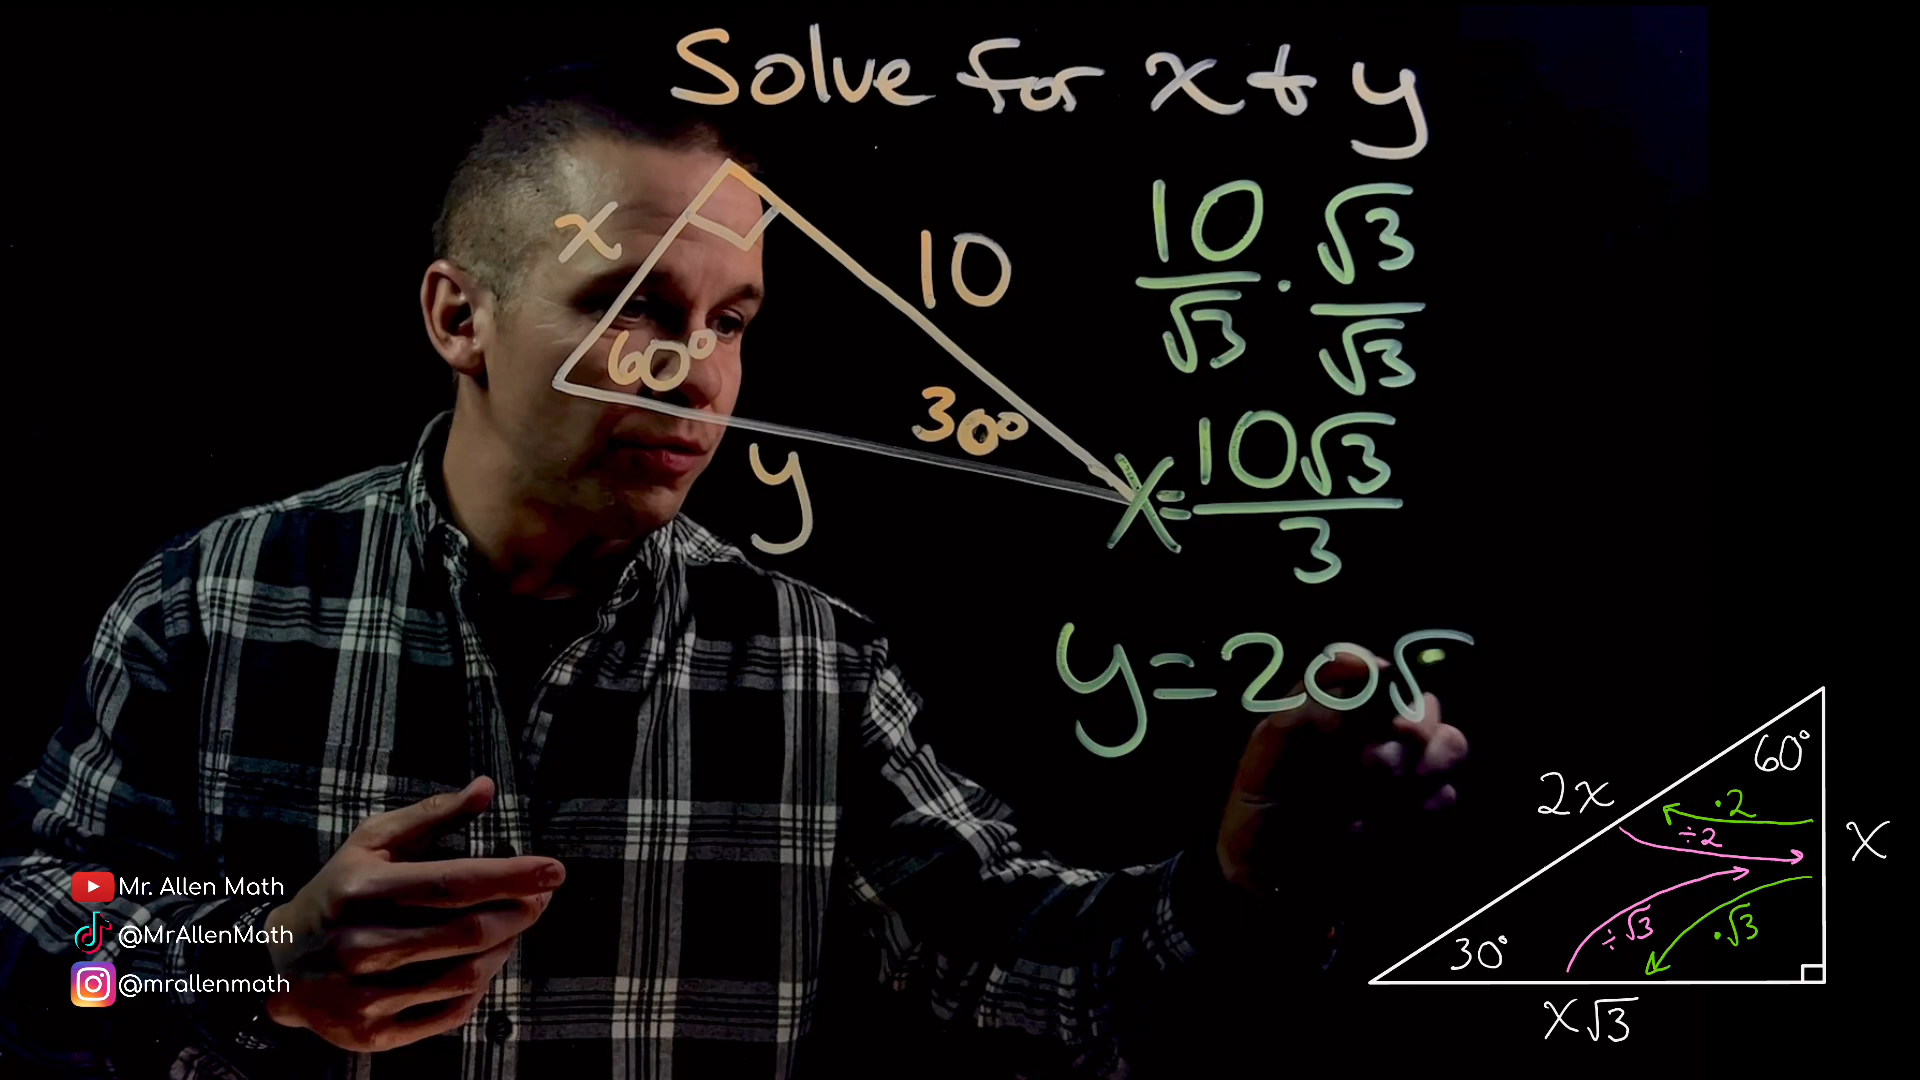 Solve for x & y
x
10
60°
30°
y
10/√3 · √3/√3
x = 10√3/3
y = 20√
60°
2x
·2
÷2
x
÷√3
·√3
30°
x√3
Mr. Allen Math
@MrAllenMath
@mrallenmath